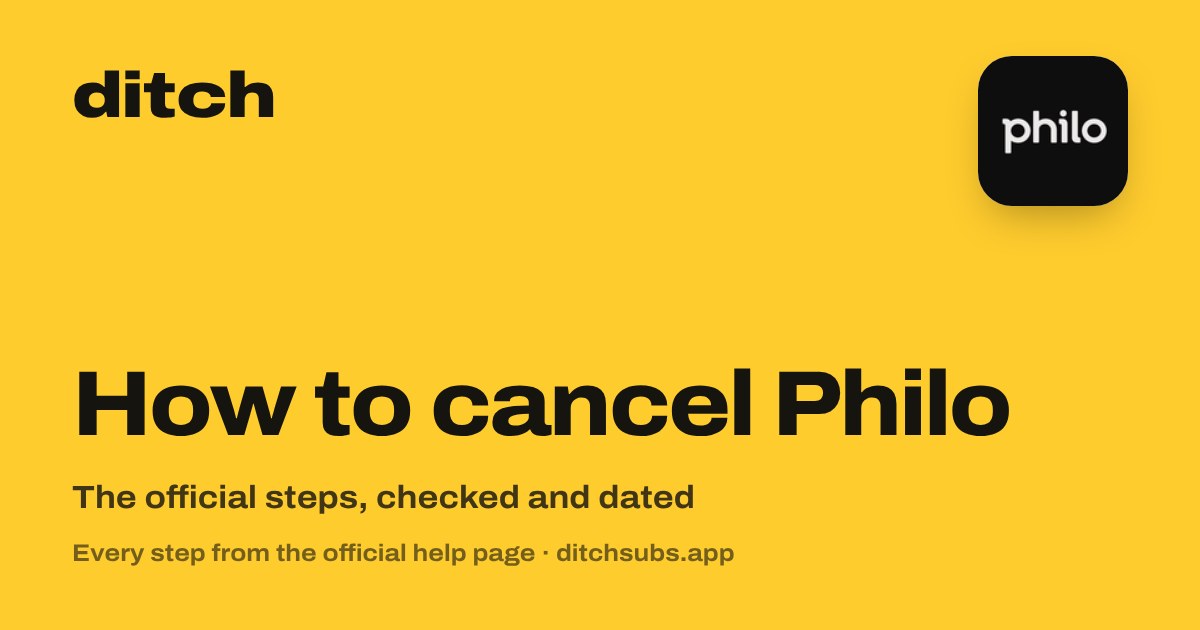 ditch
philo
How to cancel Philo
The official steps, checked and dated
Every step from the official help page · ditchsubs.app